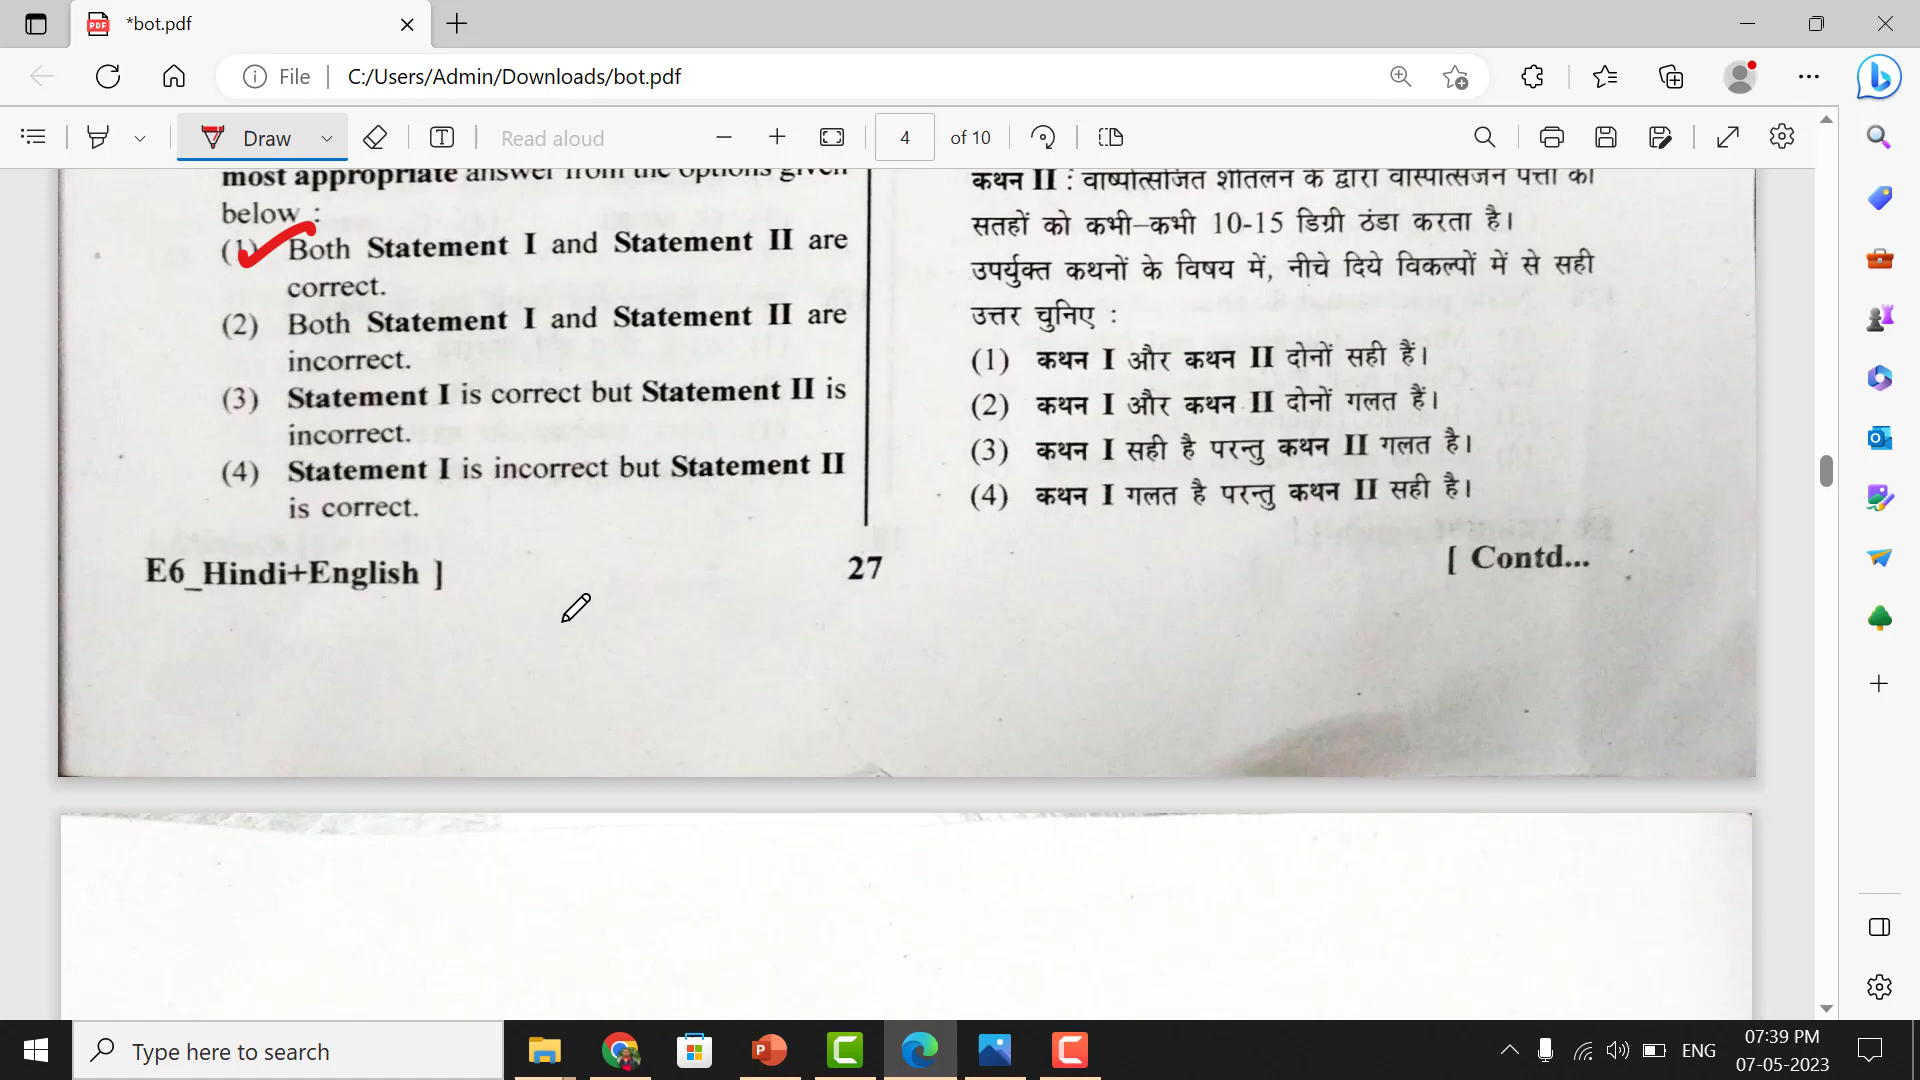 *bot.pdf
File
C:/Users/Admin/Downloads/bot.pdf
Draw
Read aloud
4
of 10
most appropriate answer from the options given
below :
(1) Both Statement I and Statement II are
correct.
(2) Both Statement I and Statement II are
incorrect.
(3) Statement I is correct but Statement II is
incorrect.
(4) Statement I is incorrect but Statement II
is correct.
कथन II : वाष्पोत्सर्जित शीतलन के द्वारा वास्पोत्सर्जन पत्ती की
सतहों को कभी–कभी 10-15 डिग्री ठंडा करता है।
उपर्युक्त कथनों के विषय में, नीचे दिये विकल्पों में से सही
उत्तर चुनिए :
(1) कथन I और कथन II दोनों सही हैं।
(2) कथन I और कथन II दोनों गलत हैं।
(3) कथन I सही है परन्तु कथन II गलत है।
(4) कथन I गलत है परन्तु कथन II सही है।
E6_Hindi+English ]
27
[ Contd...
Type here to search
ENG
07:39 PM
07-05-2023